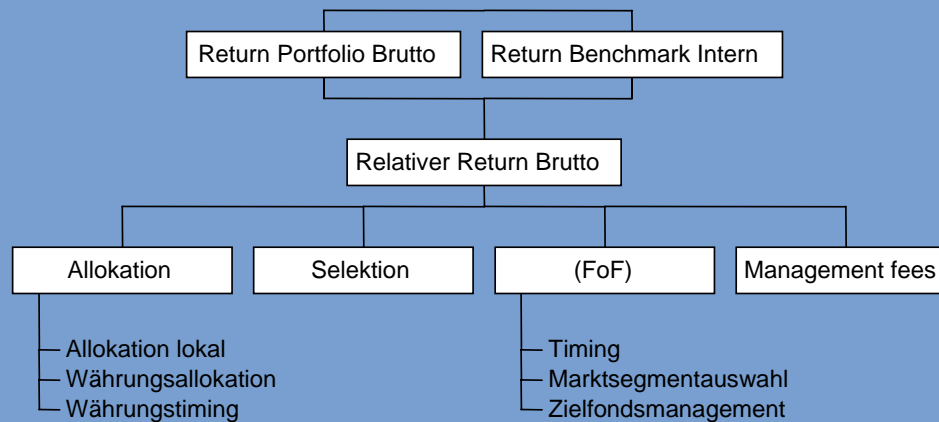 Return Portfolio Brutto
Return Benchmark Intern
Relativer Return Brutto
Allokation
Selektion
(FoF)
Management fees
Allokation lokal
Währungsallokation
Währungstiming
Timing
Marktsegmentauswahl
Zielfondsmanagement